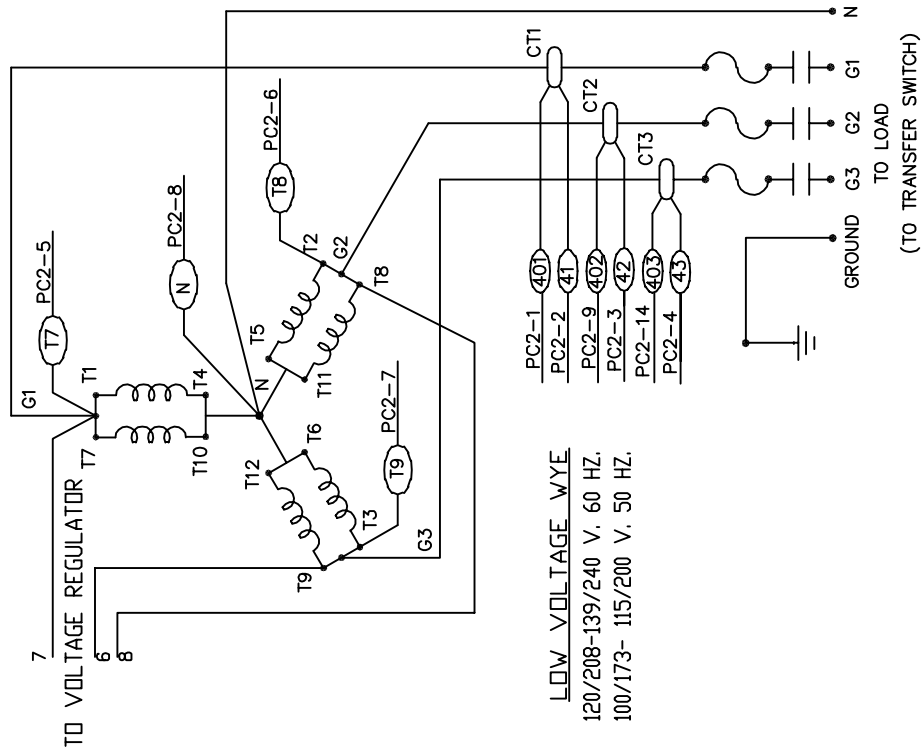 TO VOLTAGE REGULATOR
7
6
8
G1
T7
T1
T10
T4
T7
PC2-5
N
PC2-8
T8
PC2-6
T12
T6
T9
T3
N
T5
T11
T2
T8
G2
G3
T9
PC2-7
LOW VOLTAGE WYE
120/208-139/240 V. 60 HZ.
100/173- 115/200 V. 50 HZ.
CT1
CT2
CT3
PC2-1 401
PC2-2 41
PC2-9 402
PC2-3 42
PC2-14 403
PC2-4 43
GROUND
G3
G2
G1
N
TO LOAD
(TO TRANSFER SWITCH)